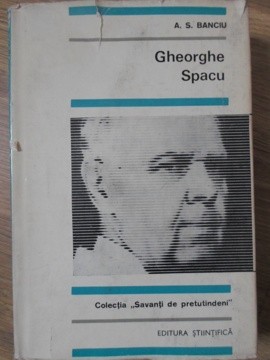 A. S. BANCIU
Gheorghe
Spacu
Colecția „Savanți de pretutindeni"
EDITURA ȘTIINȚIFICĂ